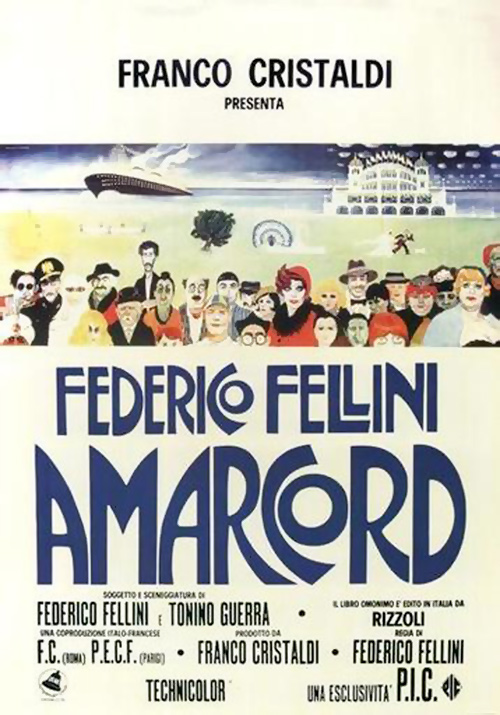 FRANCO CRISTALDI
PRESENTA
FEDERICO FELLINI
AMARCORD
SOGGETTO E SCENEGGIATURA DI
FEDERICO FELLINI E TONINO GUERRA
IL LIBRO OMONIMO E' EDITO IN ITALIA DA
RIZZOLI
UNA COPRODUZIONE ITALO-FRANCESE
F.C. (ROMA) P.E.C.F. (PARIGI)
PRODOTTO DA
FRANCO CRISTALDI
REGIA DI
FEDERICO FELLINI
TECHNICOLOR
UNA ESCLUSIVITA' P.I.C. PIC